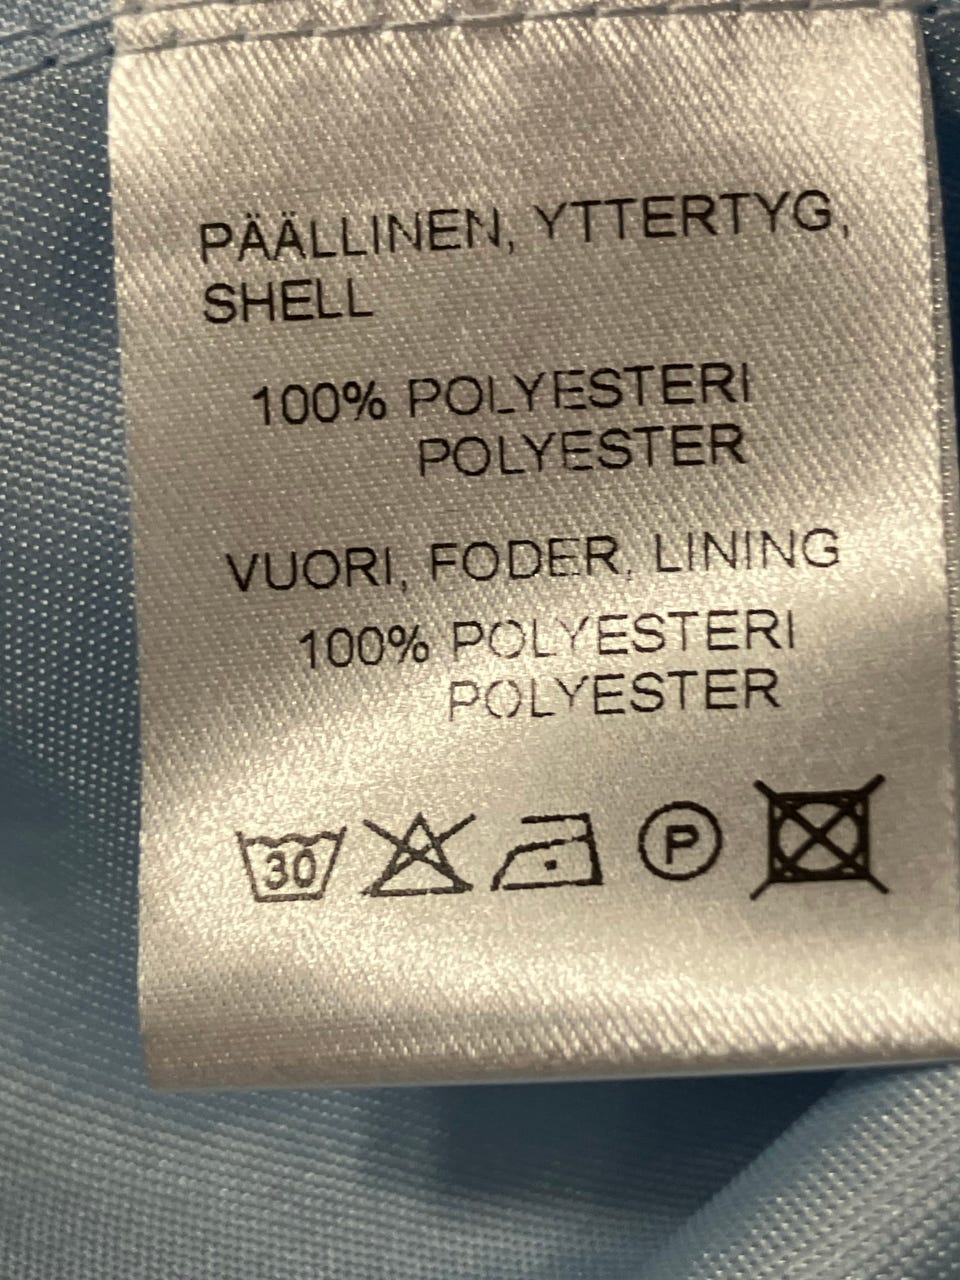 PÄÄLLINEN, YTTERTYG,
SHELL
100% POLYESTERI
POLYESTER
VUORI, FODER, LINING
100% POLYESTERI
POLYESTER
30 P